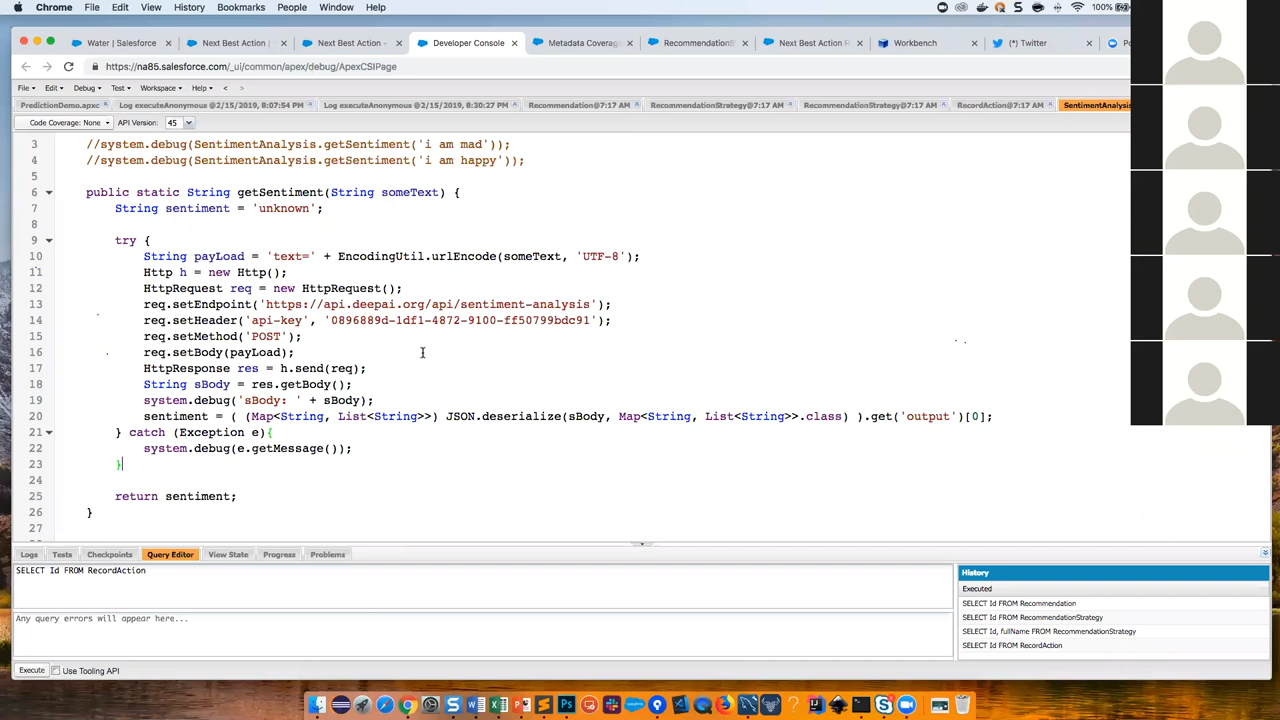 Chrome File Edit View History Bookmarks People Window Help 100%
Water | Salesforce Next Best Action | Next Best Action - Developer Console Metadata Coverag RecommendationS Next Best Action R Workbench (*) Twitter
https://na85.salesforce.com/_ui/common/apex/debug/ApexCSIPage
File Edit Debug Test Workspace Help < >
PredictionDemo.apxc Log executeAnonymous @2/15/2019, 8:07:54 PM Log executeAnonymous @2/15/2019, 8:30:27 PM Recommendation@7:17 AM RecommendationStrategy@7:17 AM RecommendationStrategy@7:17 AM RecordAction@7:17 AM SentimentAnalysis
Code Coverage: None API Version: 45
3 //system.debug(SentimentAnalysis.getSentiment('i am mad'));
4 //system.debug(SentimentAnalysis.getSentiment('i am happy'));
5
6 public static String getSentiment(String someText) {
7 String sentiment = 'unknown';
8
9 try {
10 String payLoad = 'text=' + EncodingUtil.urlEncode(someText, 'UTF-8');
11 Http h = new Http();
12 HttpRequest req = new HttpRequest();
13 req.setEndpoint('https://api.deepai.org/api/sentiment-analysis');
14 req.setHeader('api-key', '0896889d-1df1-4872-9100-ff50799bdc91');
15 req.setMethod('POST');
16 req.setBody(payLoad);
17 HttpResponse res = h.send(req);
18 String sBody = res.getBody();
19 system.debug('sBody: ' + sBody);
20 sentiment = ( (Map<String, List<String>>) JSON.deserialize(sBody, Map<String, List<String>>.class) ).get('output')[0];
21 } catch (Exception e){
22 system.debug(e.getMessage());
23 }
24
25 return sentiment;
26 }
27
Logs Tests Checkpoints Query Editor View State Progress Problems
SELECT Id FROM RecordAction
Any query errors will appear here...
Execute Use Tooling API
History
Executed
SELECT Id FROM Recommendation
SELECT Id FROM RecommendationStrategy
SELECT Id, fullName FROM RecommendationStrategy
SELECT Id FROM RecordAction